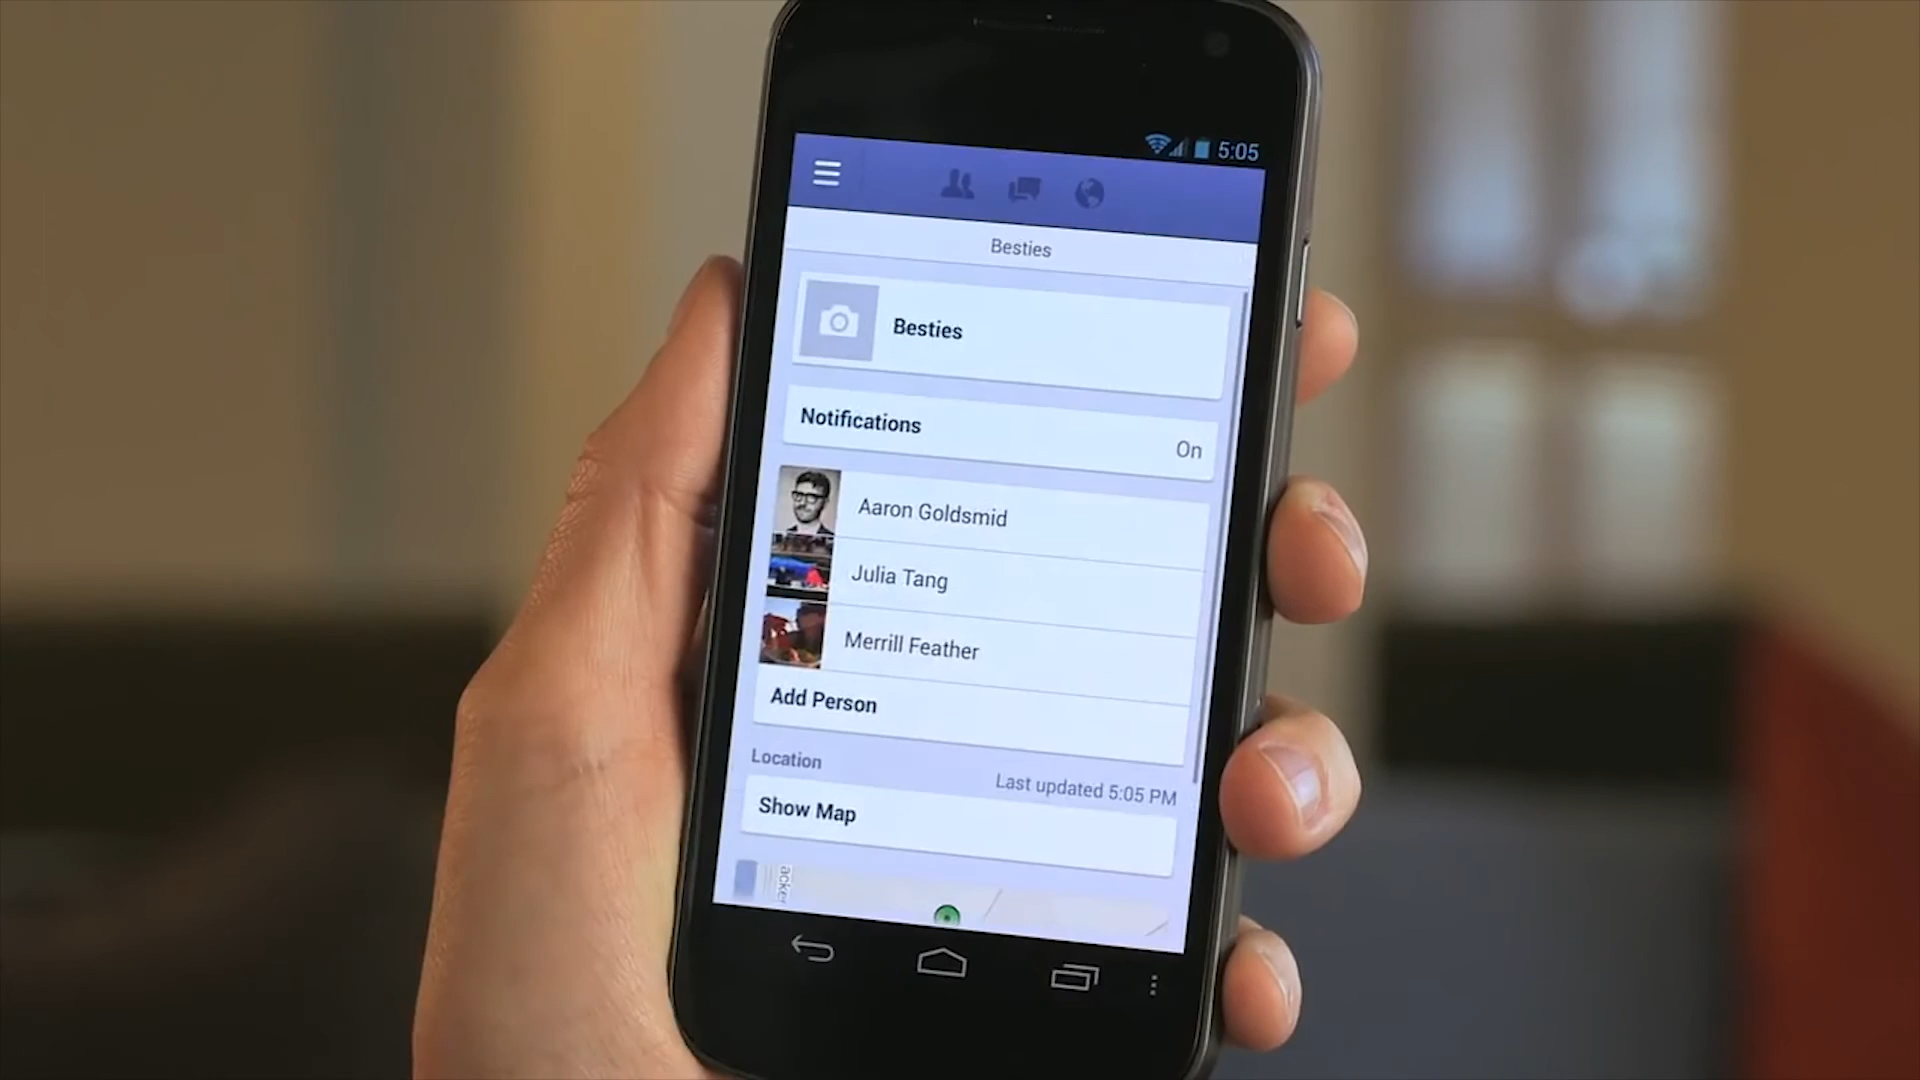 5:05
Besties
Besties
Notifications
On
Aaron Goldsmid
Julia Tang
Merrill Feather
Add Person
Location
Last updated 5:05 PM
Show Map
acker